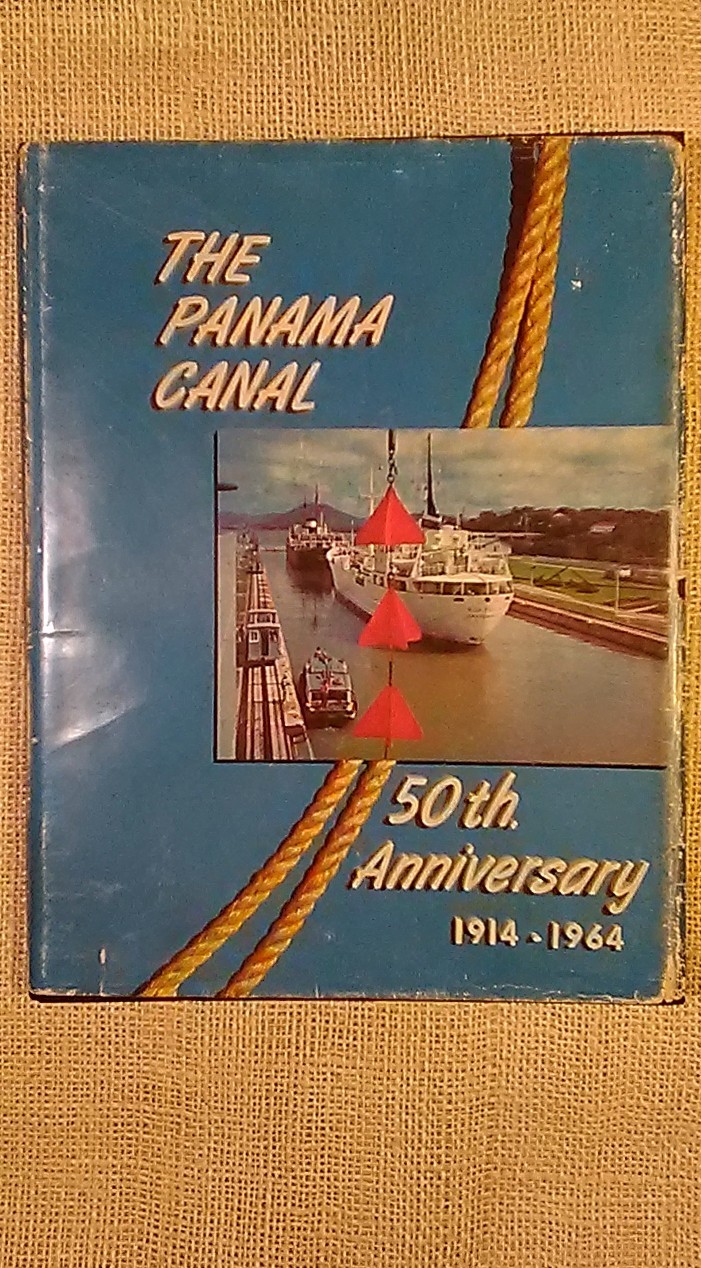 THE
PANAMA
CANAL
50th.
Anniversary
1914-1964